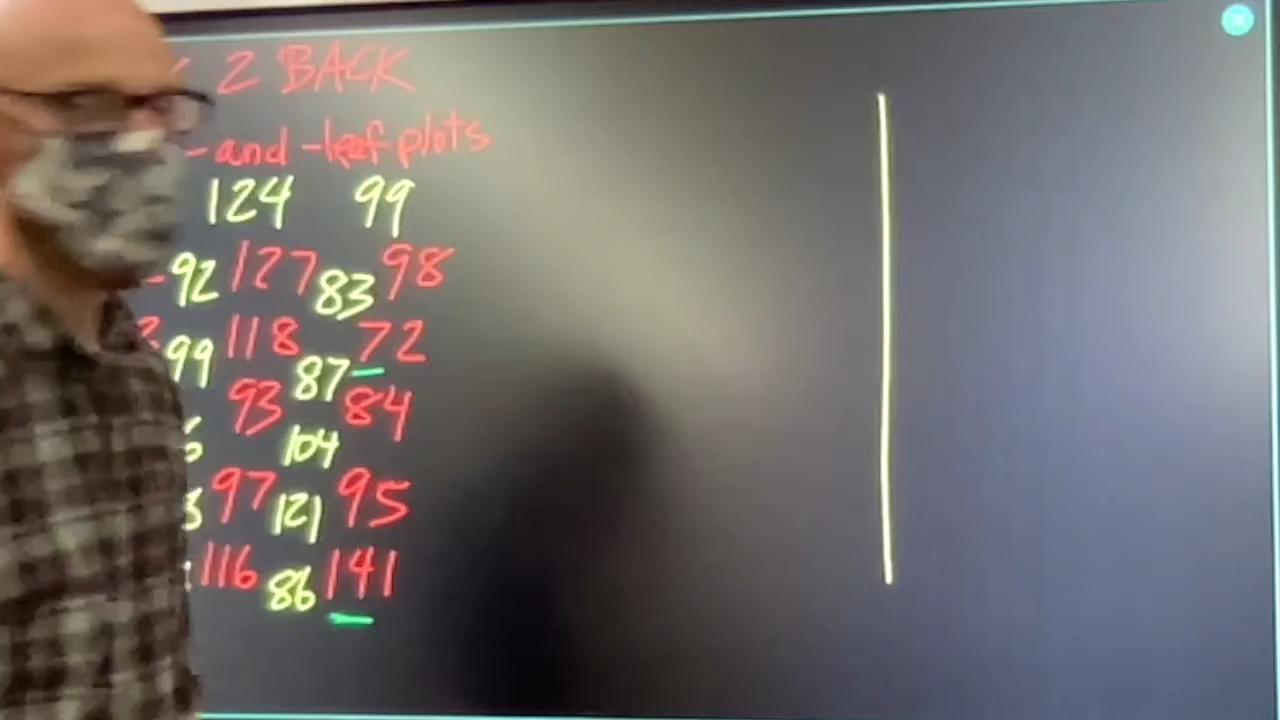 2 BACK
-and-leaf plots
124 99
92 127 83 98
99 118 87 72
93 84
104
97 121 95
116 86 141